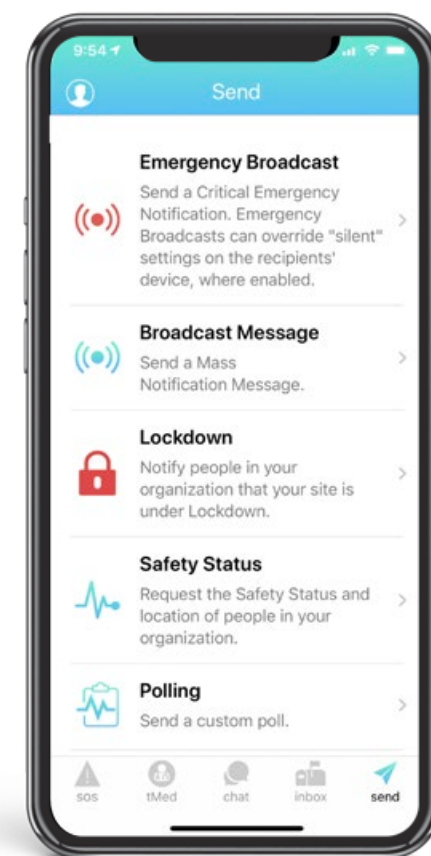 9:54
Send
Emergency Broadcast
Send a Critical Emergency
Notification. Emergency
Broadcasts can override "silent"
settings on the recipients'
device, where enabled.
Broadcast Message
Send a Mass
Notification Message.
Lockdown
Notify people in your
organization that your site is
under Lockdown.
Safety Status
Request the Safety Status and
location of people in your
organization.
Polling
Send a custom poll.
sos tMed chat inbox send